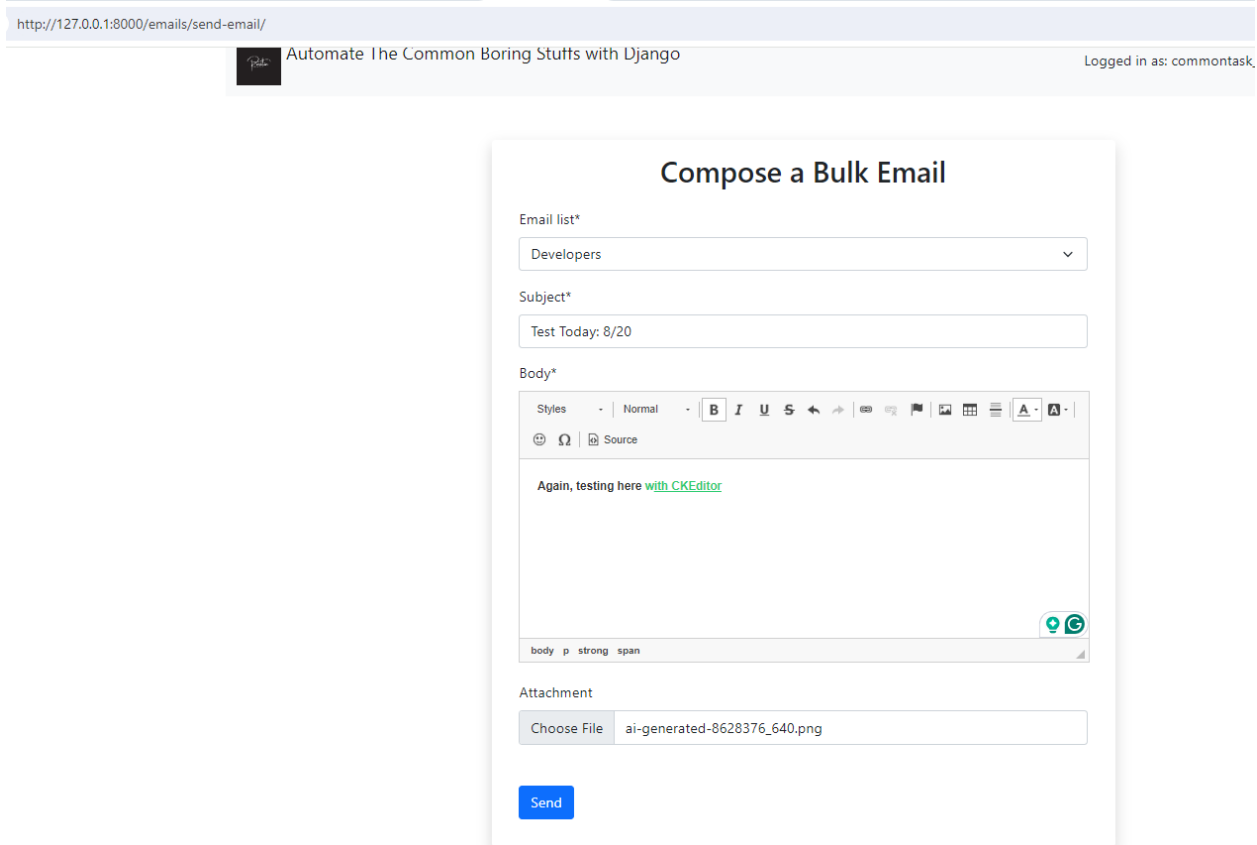 http://127.0.0.1:8000/emails/send-email/
Automate The Common Boring Stuffs with Django
Logged in as: commontask_
Compose a Bulk Email
Email list*
Developers
Subject*
Test Today: 8/20
Body*
Styles Normal B I U S A A
Ω Source
Again, testing here with CKEditor
body p strong span
Attachment
Choose File ai-generated-8628376_640.png
Send